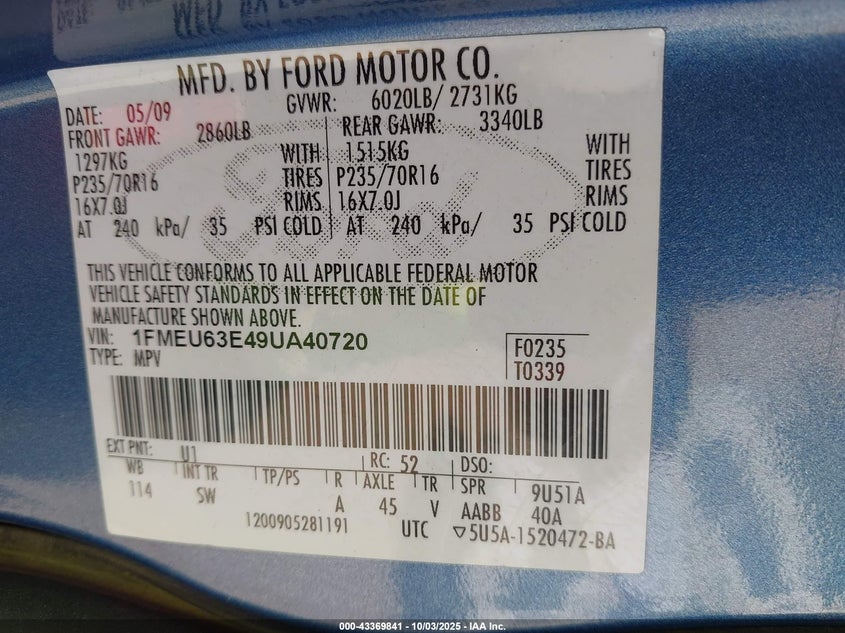 MFD. BY FORD MOTOR CO.
DATE: 05/09 GVWR: 6020LB/ 2731KG
FRONT GAWR: 2860LB REAR GAWR: 3340LB
1297KG WITH 1515KG WITH
P235/70R16 TIRES P235/70R16 TIRES
16X7.0J RIMS 16X7.0J RIMS
AT 240 kPa/ 35 PSI COLD AT 240 kPa/ 35 PSI COLD
THIS VEHICLE CONFORMS TO ALL APPLICABLE FEDERAL MOTOR
VEHICLE SAFETY STANDARDS IN EFFECT ON THE DATE OF
MANUFACTURE SHOWN ABOVE.
VIN: 1FMEU63E49UA40720
TYPE: MPV
F0235
T0339
EXT PNT: U1 RC: 52 DSO:
WB INT TR TP/PS R AXLE TR SPR 9U51A
114 SW A 45 V AABB 40A
1200905281191 UTC ▽5U5A-1520472-BA
000-43369841 - 10/03/2025 - IAA Inc.